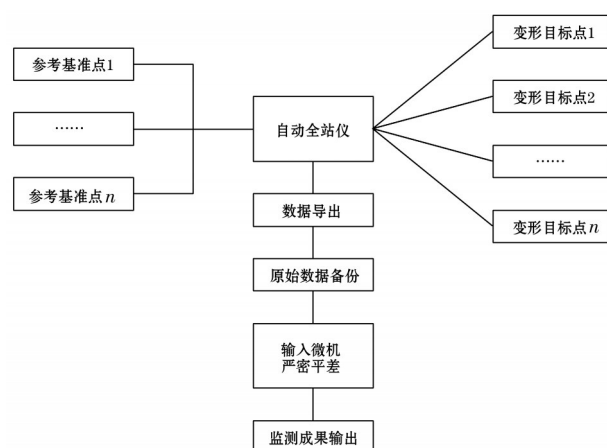 参考基准点1
……
参考基准点n
自动全站仪
数据导出
原始数据备份
输入微机
严密平差
监测成果输出
变形目标点1
变形目标点2
……
变形目标点n